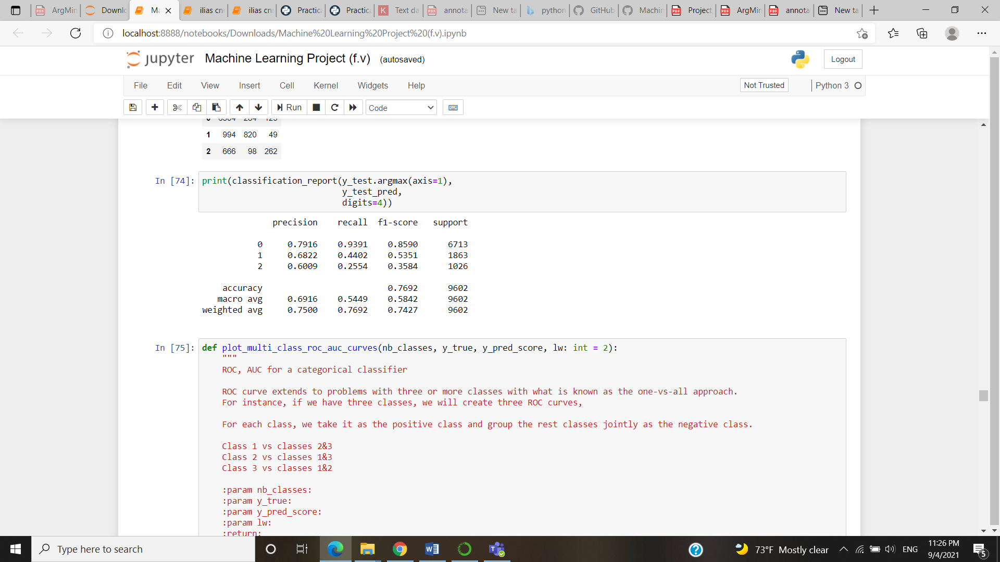 ArgMin
Downlo
Ma
ilias cnn
ilias cnn
Practica
Practica
Text da
annota
New ta
python
GitHub
Machin
Project
ArgMin
annota
New ta
localhost:8888/notebooks/Downloads/Machine%20Learning%20Project%20(f.v).ipynb
jupyter Machine Learning Project (f.v) (autosaved)
Logout
File Edit View Insert Cell Kernel Widgets Help
Not Trusted
Python 3
Run
Code
1 994 820 49
2 666 98 262
In [74]: print(classification_report(y_test.argmax(axis=1),
y_test_pred,
digits=4))
precision recall f1-score support
0 0.7916 0.9391 0.8590 6713
1 0.6822 0.4402 0.5351 1863
2 0.6009 0.2554 0.3584 1026
accuracy 0.7692 9602
macro avg 0.6916 0.5449 0.5842 9602
weighted avg 0.7500 0.7692 0.7427 9602
In [75]: def plot_multi_class_roc_auc_curves(nb_classes, y_true, y_pred_score, lw: int = 2):
"""
ROC, AUC for a categorical classifier
ROC curve extends to problems with three or more classes with what is known as the one-vs-all approach.
For instance, if we have three classes, we will create three ROC curves,
For each class, we take it as the positive class and group the rest classes jointly as the negative class.
Class 1 vs classes 2&3
Class 2 vs classes 1&3
Class 3 vs classes 1&2
:param nb_classes:
:param y_true:
:param y_pred_score:
:param lw:
:return:
Type here to search
73°F Mostly clear
ENG
11:26 PM
9/4/2021
5